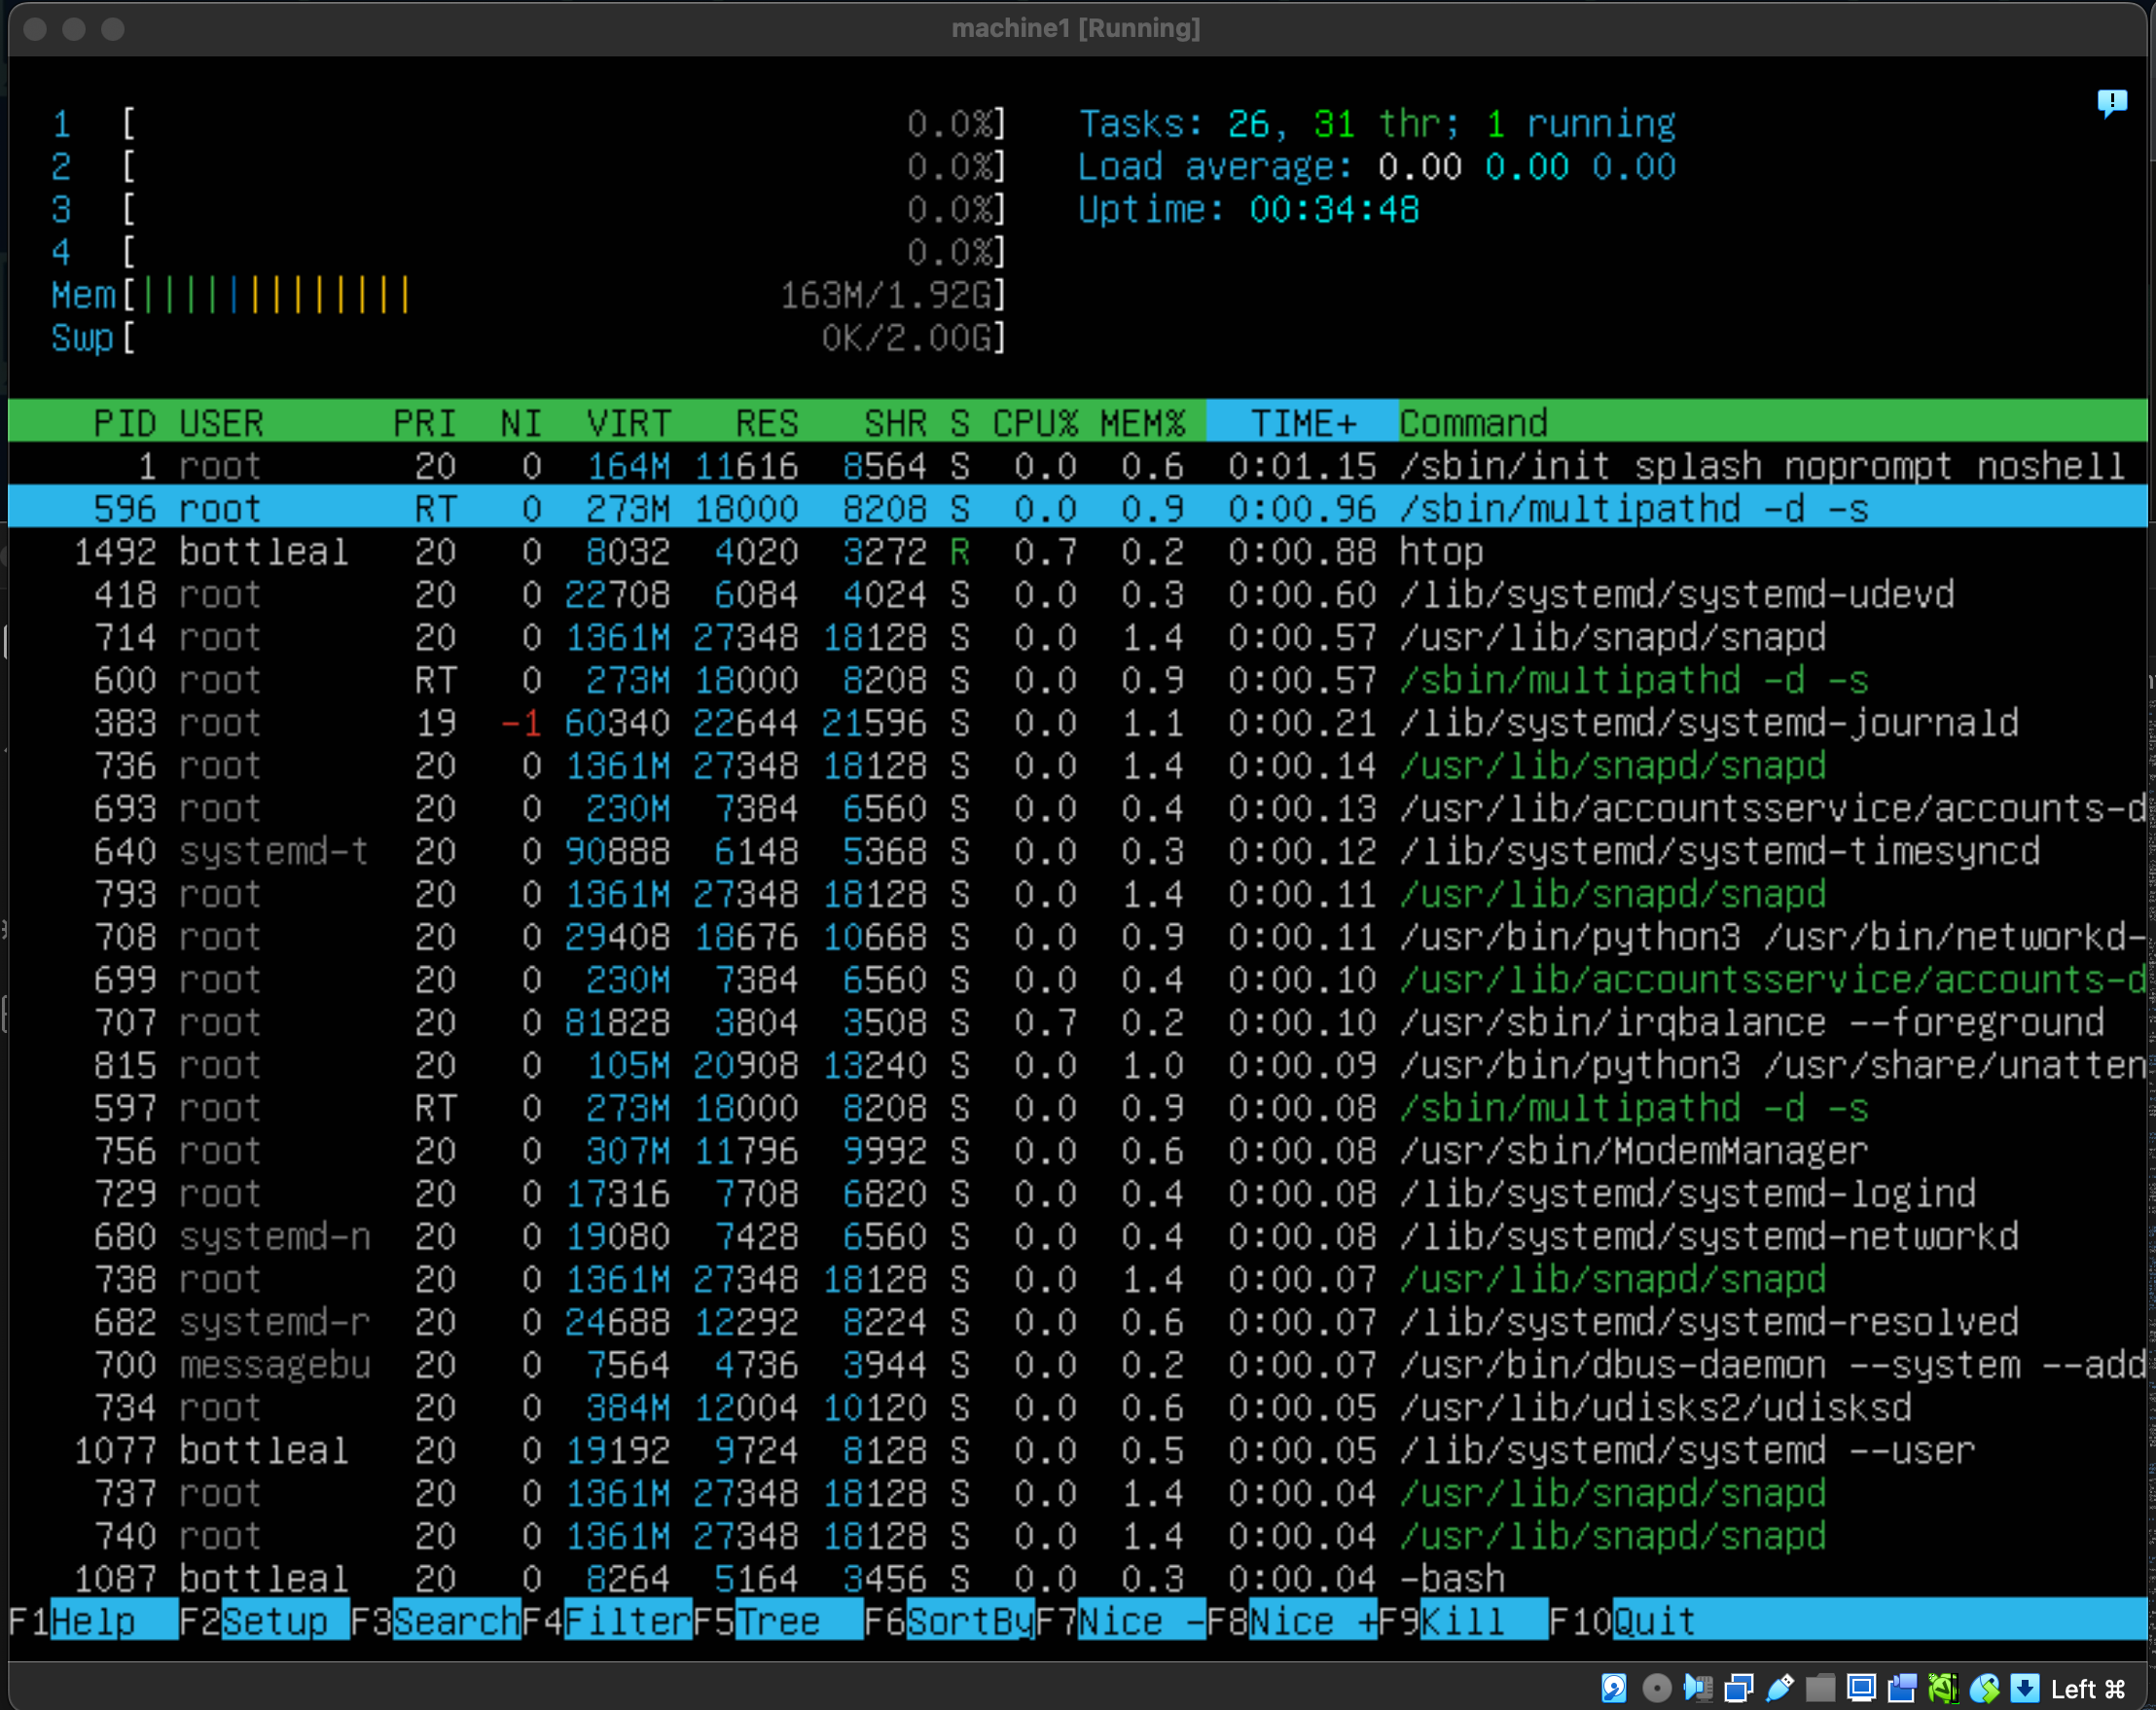 machine1 [Running]
1 [ 0.0%] Tasks: 26, 31 thr; 1 running
2 [ 0.0%] Load average: 0.00 0.00 0.00
3 [ 0.0%] Uptime: 00:34:48
4 [ 0.0%]
Mem[||||||||||||| 163M/1.92G]
Swp[ 0K/2.00G]
PID USER PRI NI VIRT RES SHR S CPU% MEM% TIME+ Command
1 root 20 0 164M 11616 8564 S 0.0 0.6 0:01.15 /sbin/init splash noprompt noshell
596 root RT 0 273M 18000 8208 S 0.0 0.9 0:00.96 /sbin/multipathd -d -s
1492 bottleal 20 0 8032 4020 3272 R 0.7 0.2 0:00.88 htop
418 root 20 0 22708 6084 4024 S 0.0 0.3 0:00.60 /lib/systemd/systemd-udevd
714 root 20 0 1361M 27348 18128 S 0.0 1.4 0:00.57 /usr/lib/snapd/snapd
600 root RT 0 273M 18000 8208 S 0.0 0.9 0:00.57 /sbin/multipathd -d -s
383 root 19 -1 60340 22644 21596 S 0.0 1.1 0:00.21 /lib/systemd/systemd-journald
736 root 20 0 1361M 27348 18128 S 0.0 1.4 0:00.14 /usr/lib/snapd/snapd
693 root 20 0 230M 7384 6560 S 0.0 0.4 0:00.13 /usr/lib/accountsservice/accounts-d
640 systemd-t 20 0 90888 6148 5368 S 0.0 0.3 0:00.12 /lib/systemd/systemd-timesyncd
793 root 20 0 1361M 27348 18128 S 0.0 1.4 0:00.11 /usr/lib/snapd/snapd
708 root 20 0 29408 18676 10668 S 0.0 0.9 0:00.11 /usr/bin/python3 /usr/bin/networkd-
699 root 20 0 230M 7384 6560 S 0.0 0.4 0:00.10 /usr/lib/accountsservice/accounts-d
707 root 20 0 81828 3804 3508 S 0.7 0.2 0:00.10 /usr/sbin/irqbalance --foreground
815 root 20 0 105M 20908 13240 S 0.0 1.0 0:00.09 /usr/bin/python3 /usr/share/unatten
597 root RT 0 273M 18000 8208 S 0.0 0.9 0:00.08 /sbin/multipathd -d -s
756 root 20 0 307M 11796 9992 S 0.0 0.6 0:00.08 /usr/sbin/ModemManager
729 root 20 0 17316 7708 6820 S 0.0 0.4 0:00.08 /lib/systemd/systemd-logind
680 systemd-n 20 0 19080 7428 6560 S 0.0 0.4 0:00.08 /lib/systemd/systemd-networkd
738 root 20 0 1361M 27348 18128 S 0.0 1.4 0:00.07 /usr/lib/snapd/snapd
682 systemd-r 20 0 24688 12292 8224 S 0.0 0.6 0:00.07 /lib/systemd/systemd-resolved
700 messagebu 20 0 7564 4736 3944 S 0.0 0.2 0:00.07 /usr/bin/dbus-daemon --system --add
734 root 20 0 384M 12004 10120 S 0.0 0.6 0:00.05 /usr/lib/udisks2/udisksd
1077 bottleal 20 0 19192 9724 8128 S 0.0 0.5 0:00.05 /lib/systemd/systemd --user
737 root 20 0 1361M 27348 18128 S 0.0 1.4 0:00.04 /usr/lib/snapd/snapd
740 root 20 0 1361M 27348 18128 S 0.0 1.4 0:00.04 /usr/lib/snapd/snapd
1087 bottleal 20 0 8264 5164 3456 S 0.0 0.3 0:00.04 -bash
F1Help F2Setup F3SearchF4FilterF5Tree F6SortByF7Nice -F8Nice +F9Kill F10Quit
Left ⌘